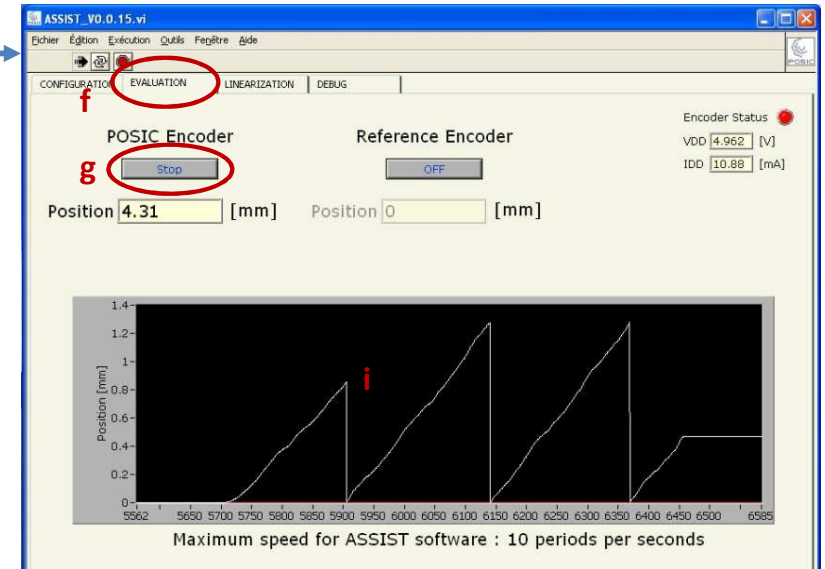 ASSIST_V0.0.15.vi
Fichier Édition Exécution Outils Fenêtre Aide
POSIC
CONFIGURATION EVALUATION LINEARIZATION DEBUG
f
Encoder Status
POSIC Encoder Reference Encoder
VDD 4.962 [V]
g Stop OFF
IDD 10.88 [mA]
Position 4.31 [mm] Position 0 [mm]
1.4
1.2
1
0.8
0.6
0.4
0.2
0
Position [mm]
i
5562 5650 5700 5750 5800 5850 5900 5950 6000 6050 6100 6150 6200 6250 6300 6350 6400 6450 6500 6585
Maximum speed for ASSIST software : 10 periods per seconds